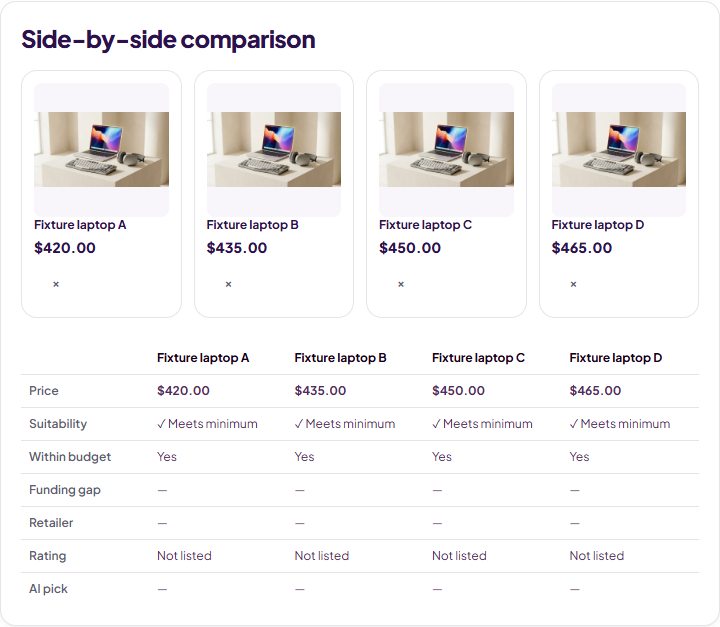 Side-by-side comparison
Fixture laptop A Fixture laptop B Fixture laptop C Fixture laptop D
$420.00 $435.00 $450.00 $465.00
× × × ×
Fixture laptop A Fixture laptop B Fixture laptop C Fixture laptop D
Price $420.00 $435.00 $450.00 $465.00
Suitability ✓ Meets minimum ✓ Meets minimum ✓ Meets minimum ✓ Meets minimum
Within budget Yes Yes Yes Yes
Funding gap — — — —
Retailer — — — —
Rating Not listed Not listed Not listed Not listed
AI pick — — — —